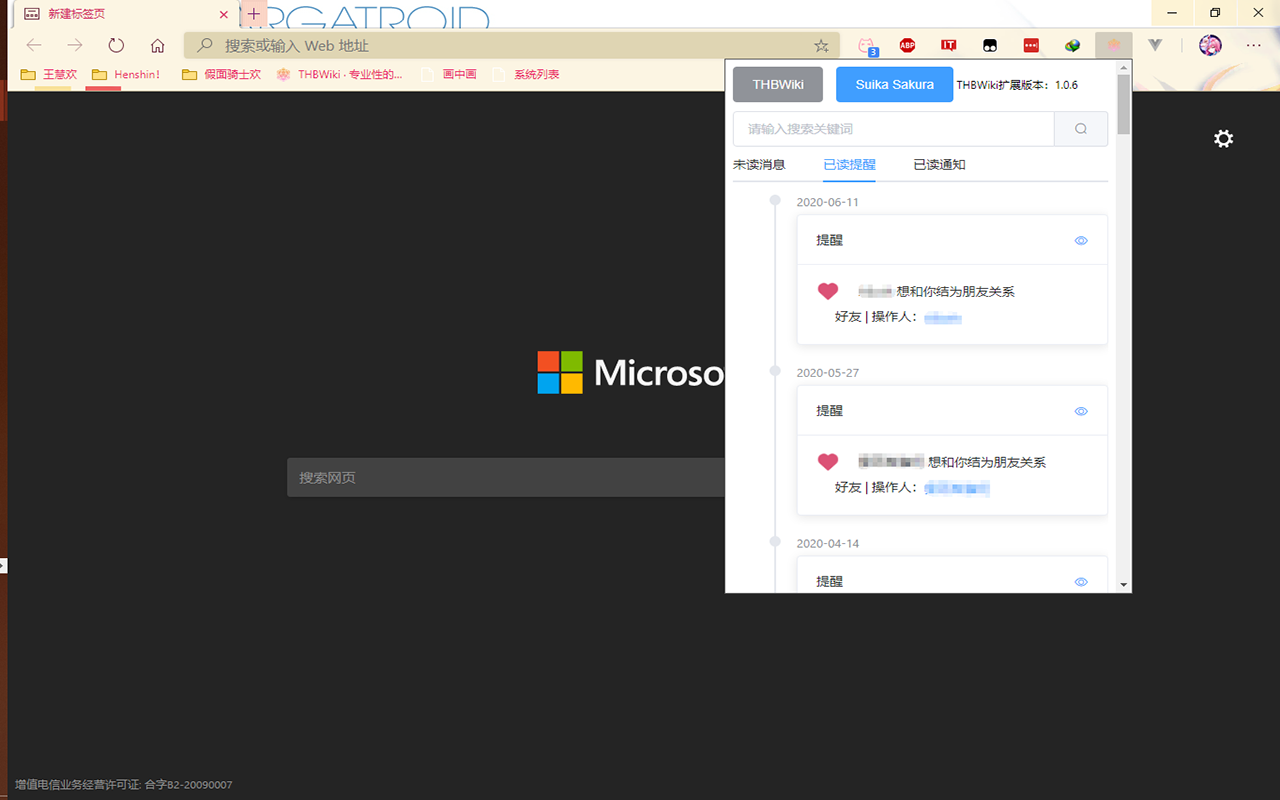 RGATROID
新建标签页
搜索或输入 Web 地址
3
ABP
IT
王慧欢
Henshin!
假面骑士欢
THBWiki · 专业性的...
画中画
系统列表
THBWiki
Suika Sakura
THBWiki扩展版本：1.0.6
请输入搜索关键词
未读消息
已读提醒
已读通知
2020-06-11
提醒
想和你结为朋友关系
好友 | 操作人：
2020-05-27
提醒
想和你结为朋友关系
好友 | 操作人：
2020-04-14
提醒
Microso
搜索网页
增值电信业务经营许可证: 合字B2-20090007